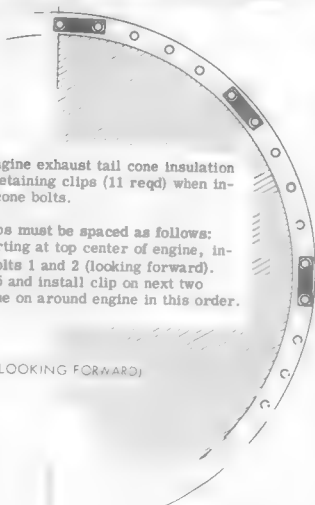 gine exhaust tail cone insulation
etaining clips (11 reqd) when in-
cone bolts.
os must be spaced as follows:
rting at top center of engine, in-
olts 1 and 2 (looking forward).
5 and install clip on next two
e on around engine in this order.
LOOKING FORWARD)